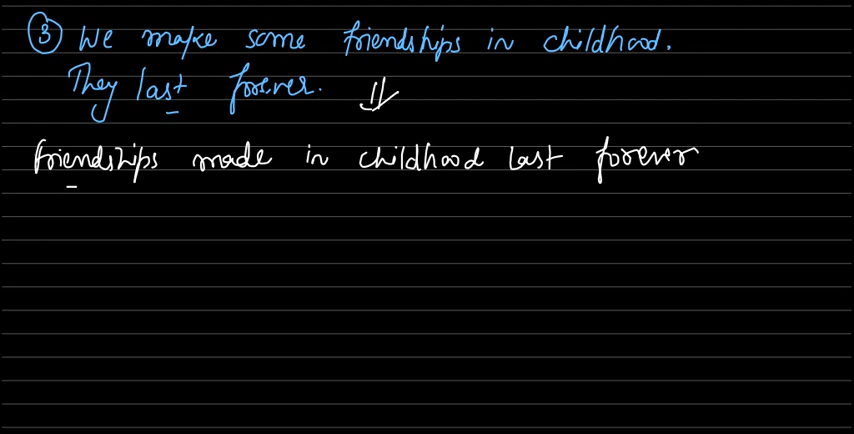 ③ We make some friendships in childhood.
They last forever. ⇓
friendships made in childhood last forever